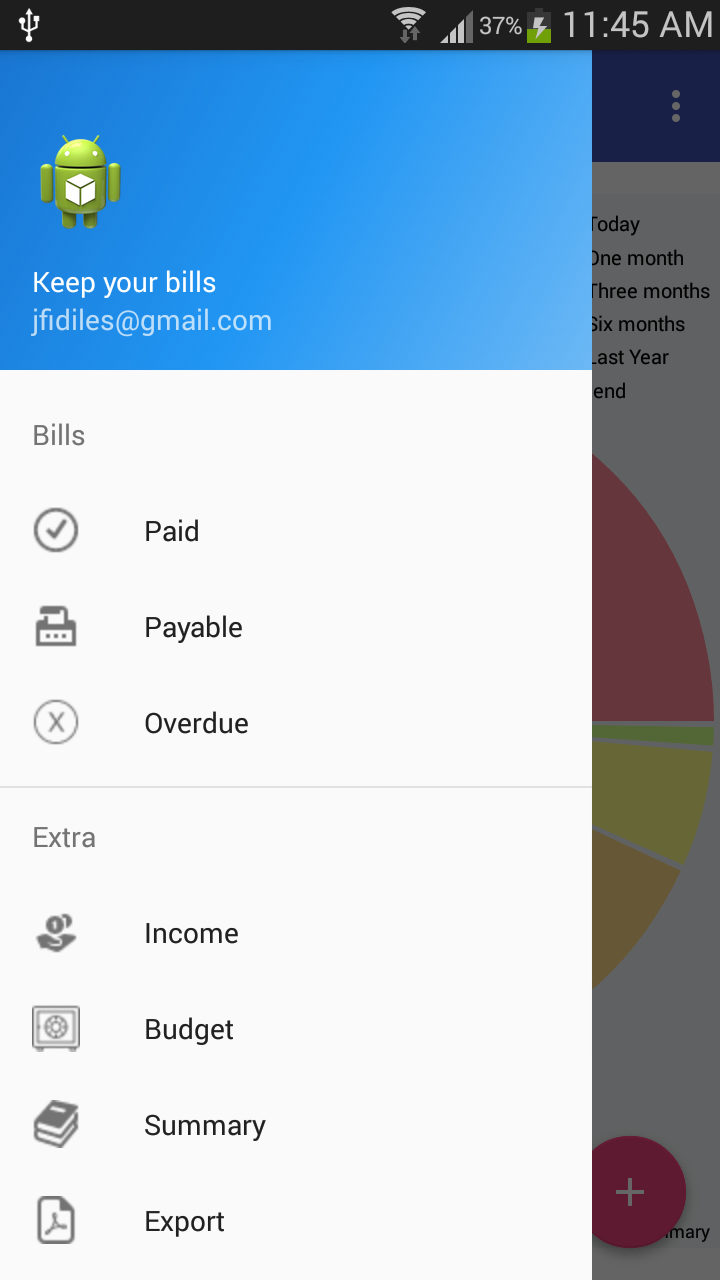 37% 11:45 AM
Keep your bills
jfidiles@gmail.com
Today
One month
Three months
Six months
Last Year
end
Bills
Paid
Payable
Overdue
Extra
Income
Budget
Summary
Export
mary